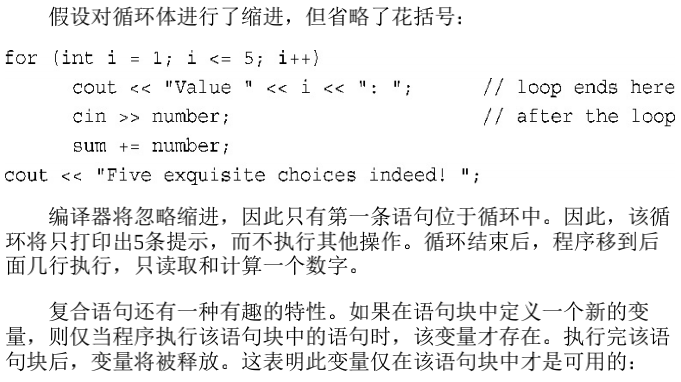 假设对循环体进行了缩进，但省略了花括号：
for (int i = 1; i <= 5; i++)
cout << "Value " << i << ": "; // loop ends here
cin >> number; // after the loop
sum += number;
cout << "Five exquisite choices indeed! ";
编译器将忽略缩进，因此只有第一条语句位于循环中。因此，该循
环将只打印出5条提示，而不执行其他操作。循环结束后，程序移到后
面几行执行，只读取和计算一个数字。
复合语句还有一种有趣的特性。如果在语句块中定义一个新的变
量，则仅当程序执行该语句块中的语句时，该变量才存在。执行完该语
句块后，变量将被释放。这表明此变量仅在该语句块中才是可用的：